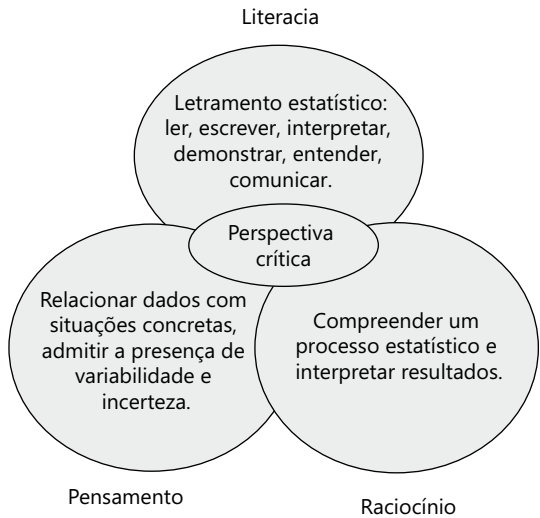 Literacia
Letramento estatístico:
ler, escrever, interpretar,
demonstrar, entender,
comunicar.
Perspectiva
crítica
Relacionar dados com
situações concretas,
admitir a presença de
variabilidade e
incerteza.
Compreender um
processo estatístico e
interpretar resultados.
Pensamento
Raciocínio